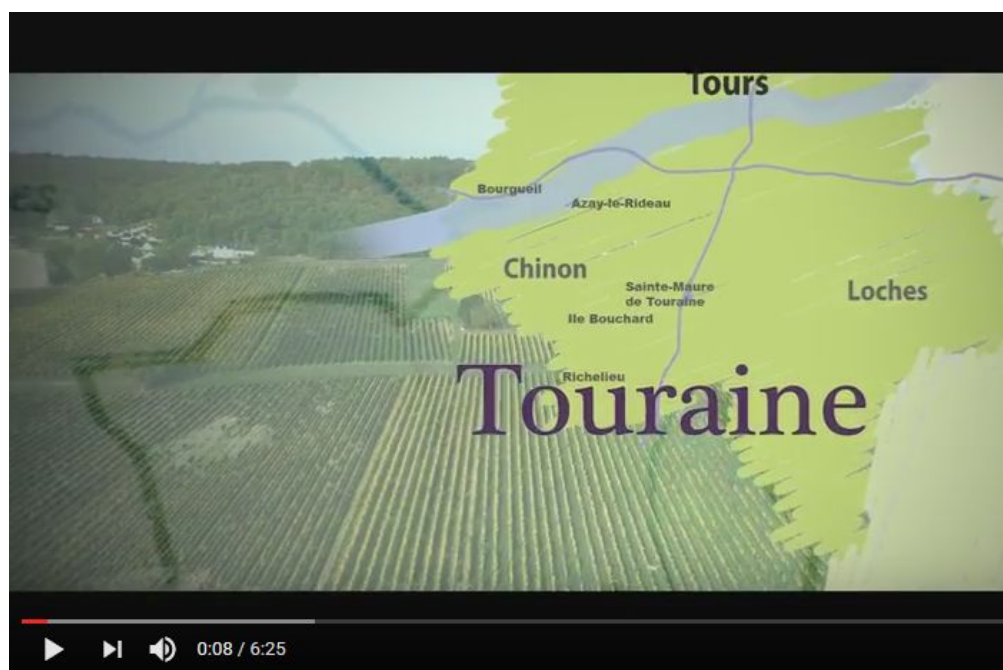 Tours
es
Bourgueil
Azay-le-Rideau
Chinon
Sainte-Maure
de Touraine
Loches
Ile Bouchard
Richelieu
Touraine
0:08 / 6:25